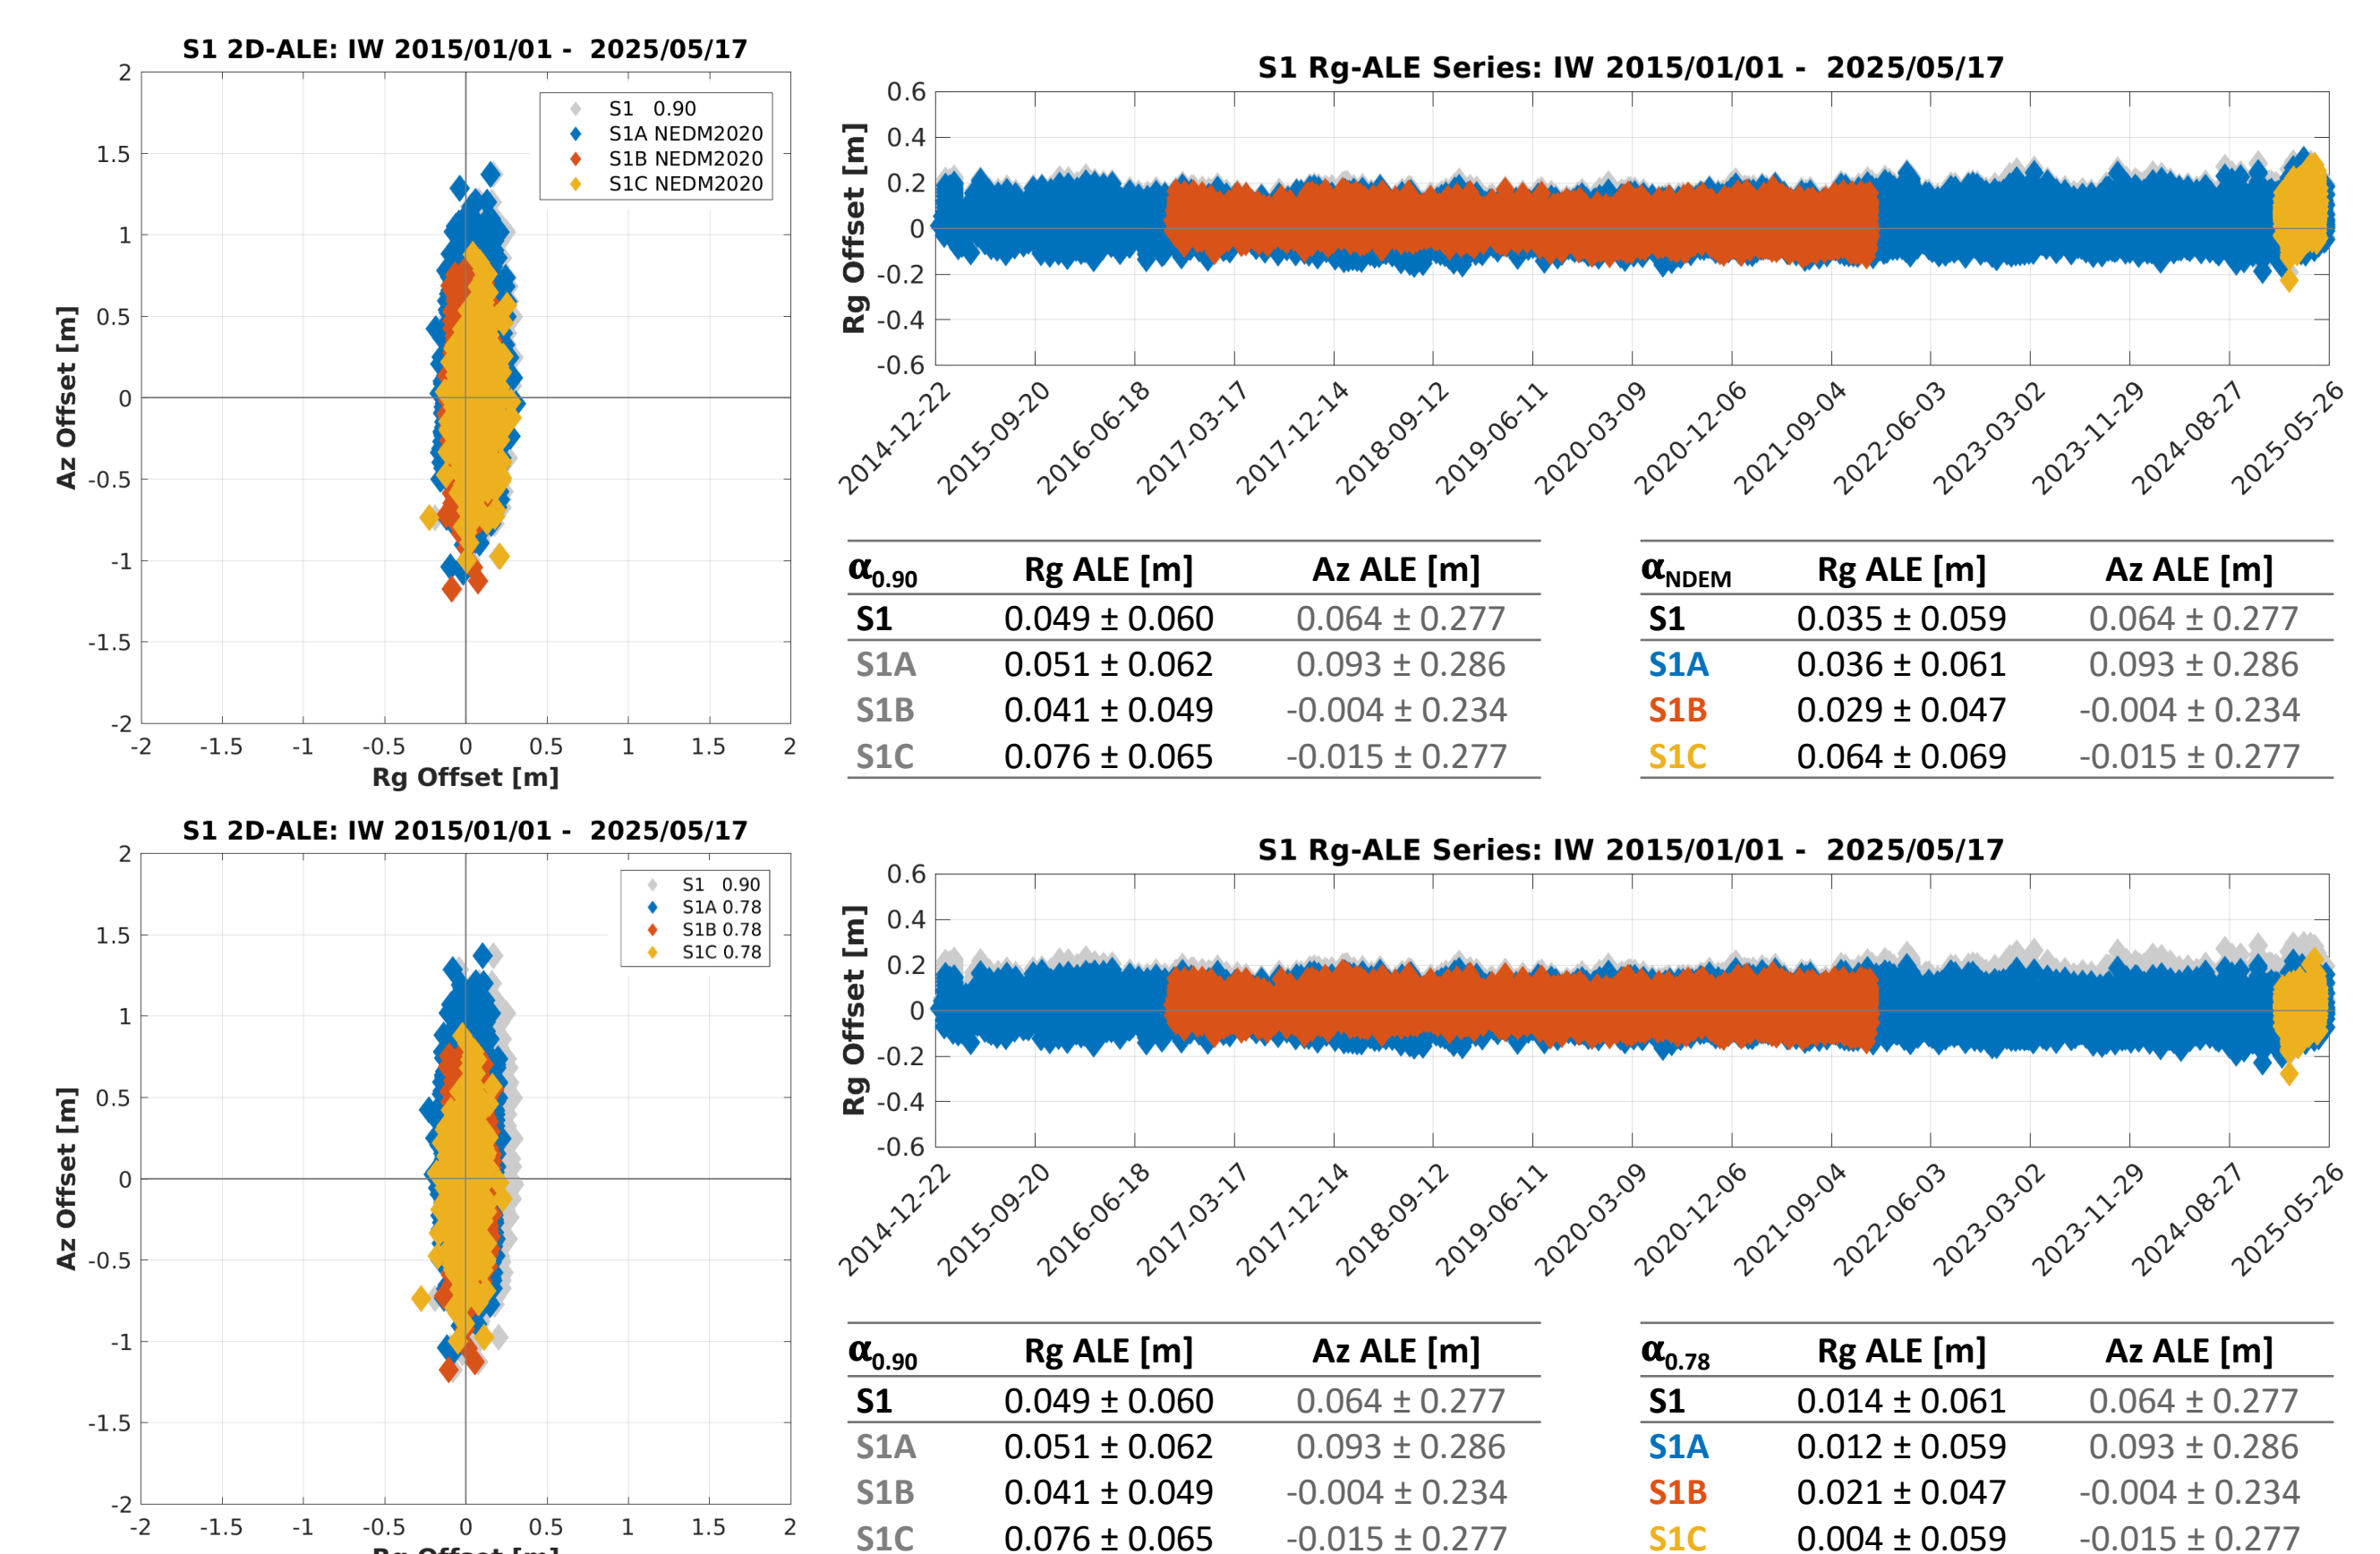 S1 2D-ALE: IW 2015/01/01 - 2025/05/17
2
1.5
1
0.5
0
-0.5
-1
-1.5
-2
Az Offset [m]
S1 0.90
S1A NEDM2020
S1B NEDM2020
S1C NEDM2020
-2 -1.5 -1 -0.5 0 0.5 1 1.5 2
Rg Offset [m]
S1 Rg-ALE Series: IW 2015/01/01 - 2025/05/17
0.6
0.4
0.2
0
-0.2
-0.4
-0.6
Rg Offset [m]
2014-12-22 2015-09-20 2016-06-18 2017-03-17 2017-12-14 2018-09-12 2019-06-11 2020-03-09 2020-12-06 2021-09-04 2022-06-03 2023-03-02 2023-11-29 2024-08-27 2025-05-26
α0.90 Rg ALE [m] Az ALE [m]
S1 0.049 ± 0.060 0.064 ± 0.277
S1A 0.051 ± 0.062 0.093 ± 0.286
S1B 0.041 ± 0.049 -0.004 ± 0.234
S1C 0.076 ± 0.065 -0.015 ± 0.277
αNDEM Rg ALE [m] Az ALE [m]
S1 0.035 ± 0.059 0.064 ± 0.277
S1A 0.036 ± 0.061 0.093 ± 0.286
S1B 0.029 ± 0.047 -0.004 ± 0.234
S1C 0.064 ± 0.069 -0.015 ± 0.277
S1 2D-ALE: IW 2015/01/01 - 2025/05/17
2
1.5
1
0.5
0
-0.5
-1
-1.5
-2
Az Offset [m]
S1 0.90
S1A 0.78
S1B 0.78
S1C 0.78
-2 -1.5 -1 -0.5 0 0.5 1 1.5 2
Rg Offset [m]
S1 Rg-ALE Series: IW 2015/01/01 - 2025/05/17
0.6
0.4
0.2
0
-0.2
-0.4
-0.6
Rg Offset [m]
2014-12-22 2015-09-20 2016-06-18 2017-03-17 2017-12-14 2018-09-12 2019-06-11 2020-03-09 2020-12-06 2021-09-04 2022-06-03 2023-03-02 2023-11-29 2024-08-27 2025-05-26
α0.90 Rg ALE [m] Az ALE [m]
S1 0.049 ± 0.060 0.064 ± 0.277
S1A 0.051 ± 0.062 0.093 ± 0.286
S1B 0.041 ± 0.049 -0.004 ± 0.234
S1C 0.076 ± 0.065 -0.015 ± 0.277
α0.78 Rg ALE [m] Az ALE [m]
S1 0.014 ± 0.061 0.064 ± 0.277
S1A 0.012 ± 0.059 0.093 ± 0.286
S1B 0.021 ± 0.047 -0.004 ± 0.234
S1C 0.004 ± 0.059 -0.015 ± 0.277